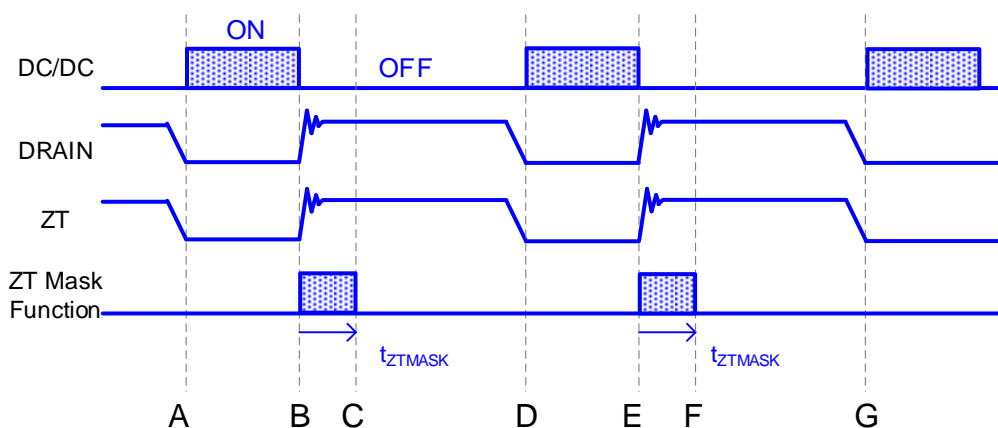 ON
DC/DC
OFF
DRAIN
ZT
ZT Mask
Function
tZTMASK
tZTMASK
A
B
C
D
E
F
G